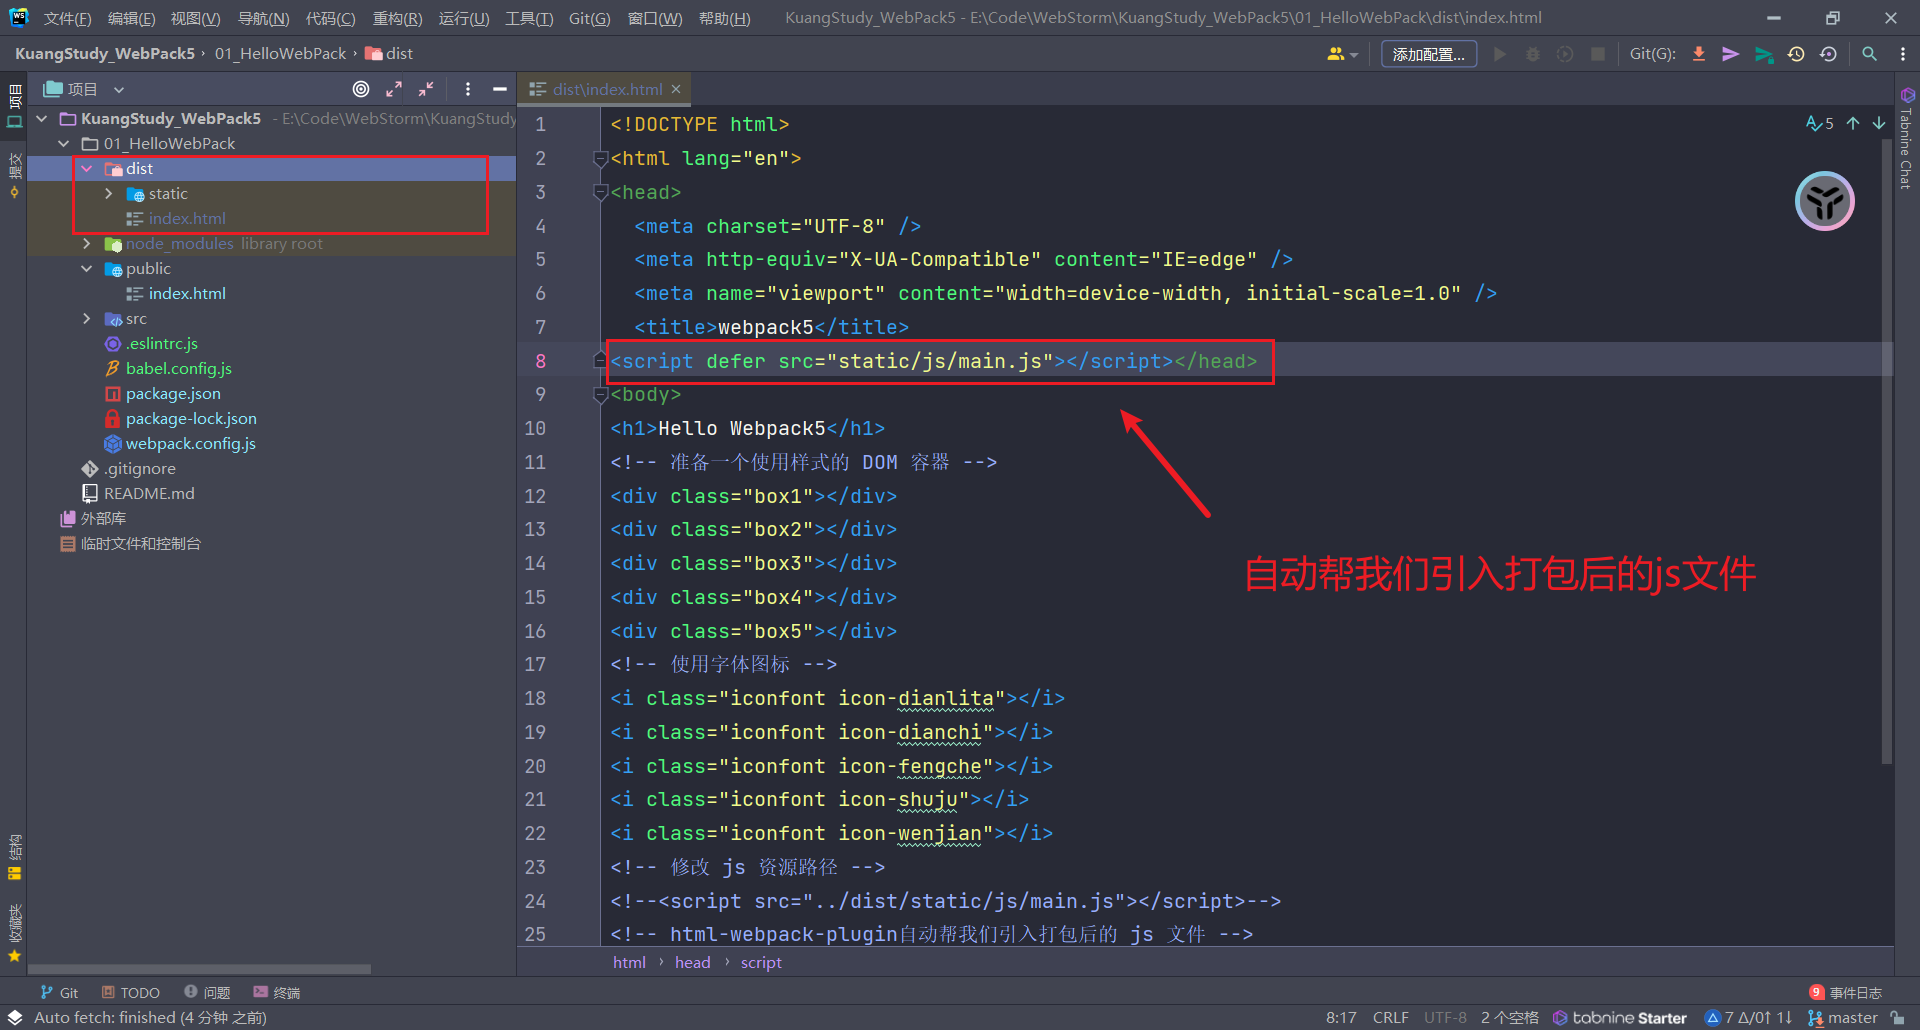 文件(F) 编辑(E) 视图(V) 导航(N) 代码(C) 重构(R) 运行(U) 工具(T) Git(G) 窗口(W) 帮助(H) KuangStudy_WebPack5 - E:\Code\WebStorm\KuangStudy_WebPack5\01_HelloWebPack\dist\index.html
KuangStudy_WebPack5 › 01_HelloWebPack › dist
添加配置... Git(G):
项目
dist\index.html
KuangStudy_WebPack5 - E:\Code\WebStorm\KuangStudy
01_HelloWebPack
dist
static
index.html
node_modules library root
public
index.html
src
.eslintrc.js
babel.config.js
package.json
package-lock.json
webpack.config.js
.gitignore
README.md
外部库
临时文件和控制台
项目
提交
结构
收藏夹
1 <!DOCTYPE html>
2 <html lang="en">
3 <head>
4 <meta charset="UTF-8" />
5 <meta http-equiv="X-UA-Compatible" content="IE=edge" />
6 <meta name="viewport" content="width=device-width, initial-scale=1.0" />
7 <title>webpack5</title>
8 <script defer src="static/js/main.js"></script></head>
9 <body>
10 <h1>Hello Webpack5</h1>
11 <!-- 准备一个使用样式的 DOM 容器 -->
12 <div class="box1"></div>
13 <div class="box2"></div>
14 <div class="box3"></div>
15 <div class="box4"></div>
16 <div class="box5"></div>
17 <!-- 使用字体图标 -->
18 <i class="iconfont icon-dianlita"></i>
19 <i class="iconfont icon-dianchi"></i>
20 <i class="iconfont icon-fengche"></i>
21 <i class="iconfont icon-shuju"></i>
22 <i class="iconfont icon-wenjian"></i>
23 <!-- 修改 js 资源路径 -->
24 <!--<script src="../dist/static/js/main.js"></script>-->
25 <!-- html-webpack-plugin自动帮我们引入打包后的 js 文件 -->
5
自动帮我们引入打包后的js文件
Tabnine Chat
html › head › script
Git TODO 问题 终端 9 事件日志
Auto fetch: finished (4 分钟 之前) 8:17 CRLF UTF-8 2 个空格 tabnine Starter 7 Δ/0↑ 1↓ master